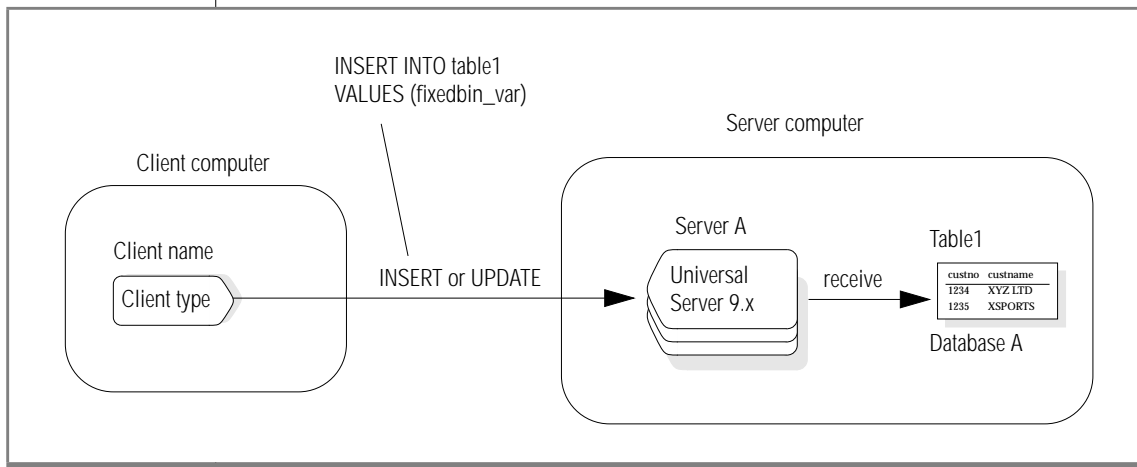 INSERT INTO table1
VALUES (fixedbin_var)
Server computer
Client computer
Client name
Client type
INSERT or UPDATE
Server A
Universal
Server 9.x
receive
Table1
custno custname
1234 XYZ LTD
1235 XSPORTS
Database A